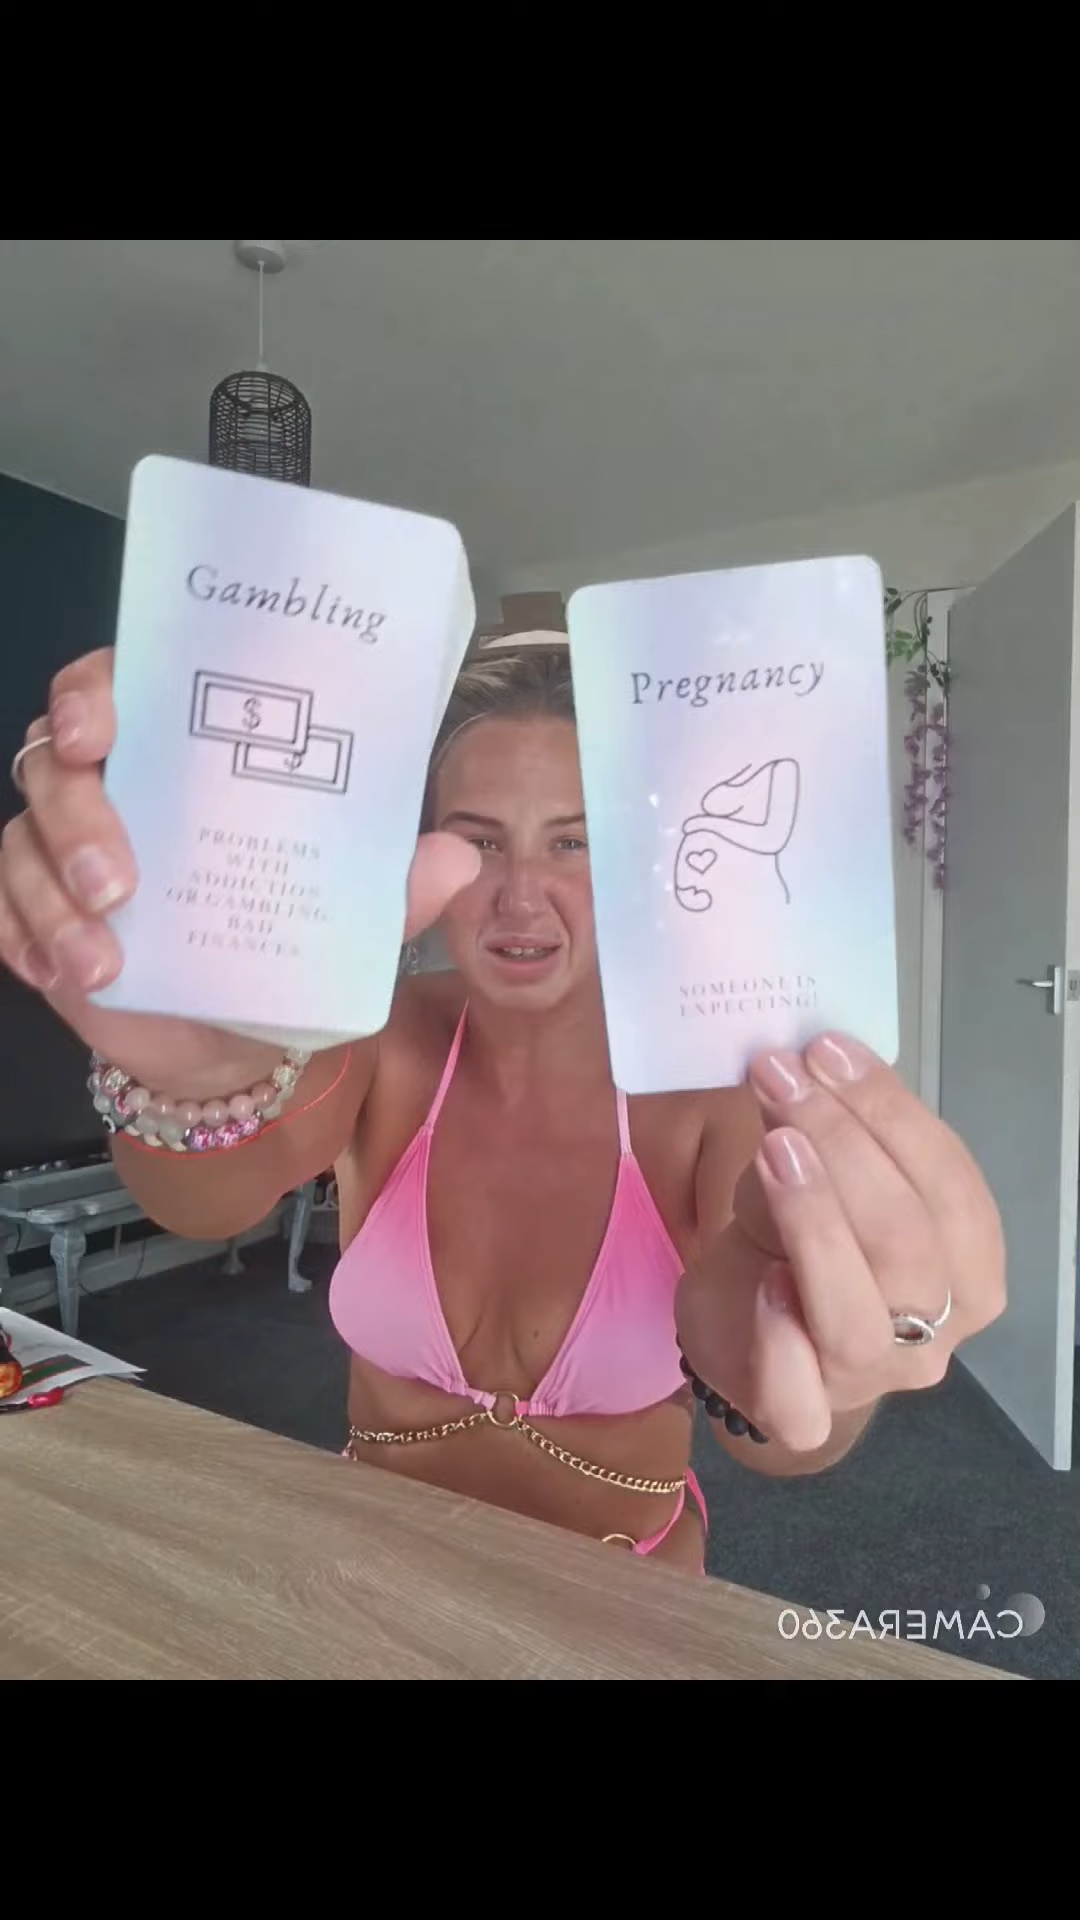 Gambling
$
$
PROBLEMS
WITH
ADDICTION
OR GAMBLING,
BAD
FINANCES
Pregnancy
SOMEONE IS
EXPECTING!
CAMERA360